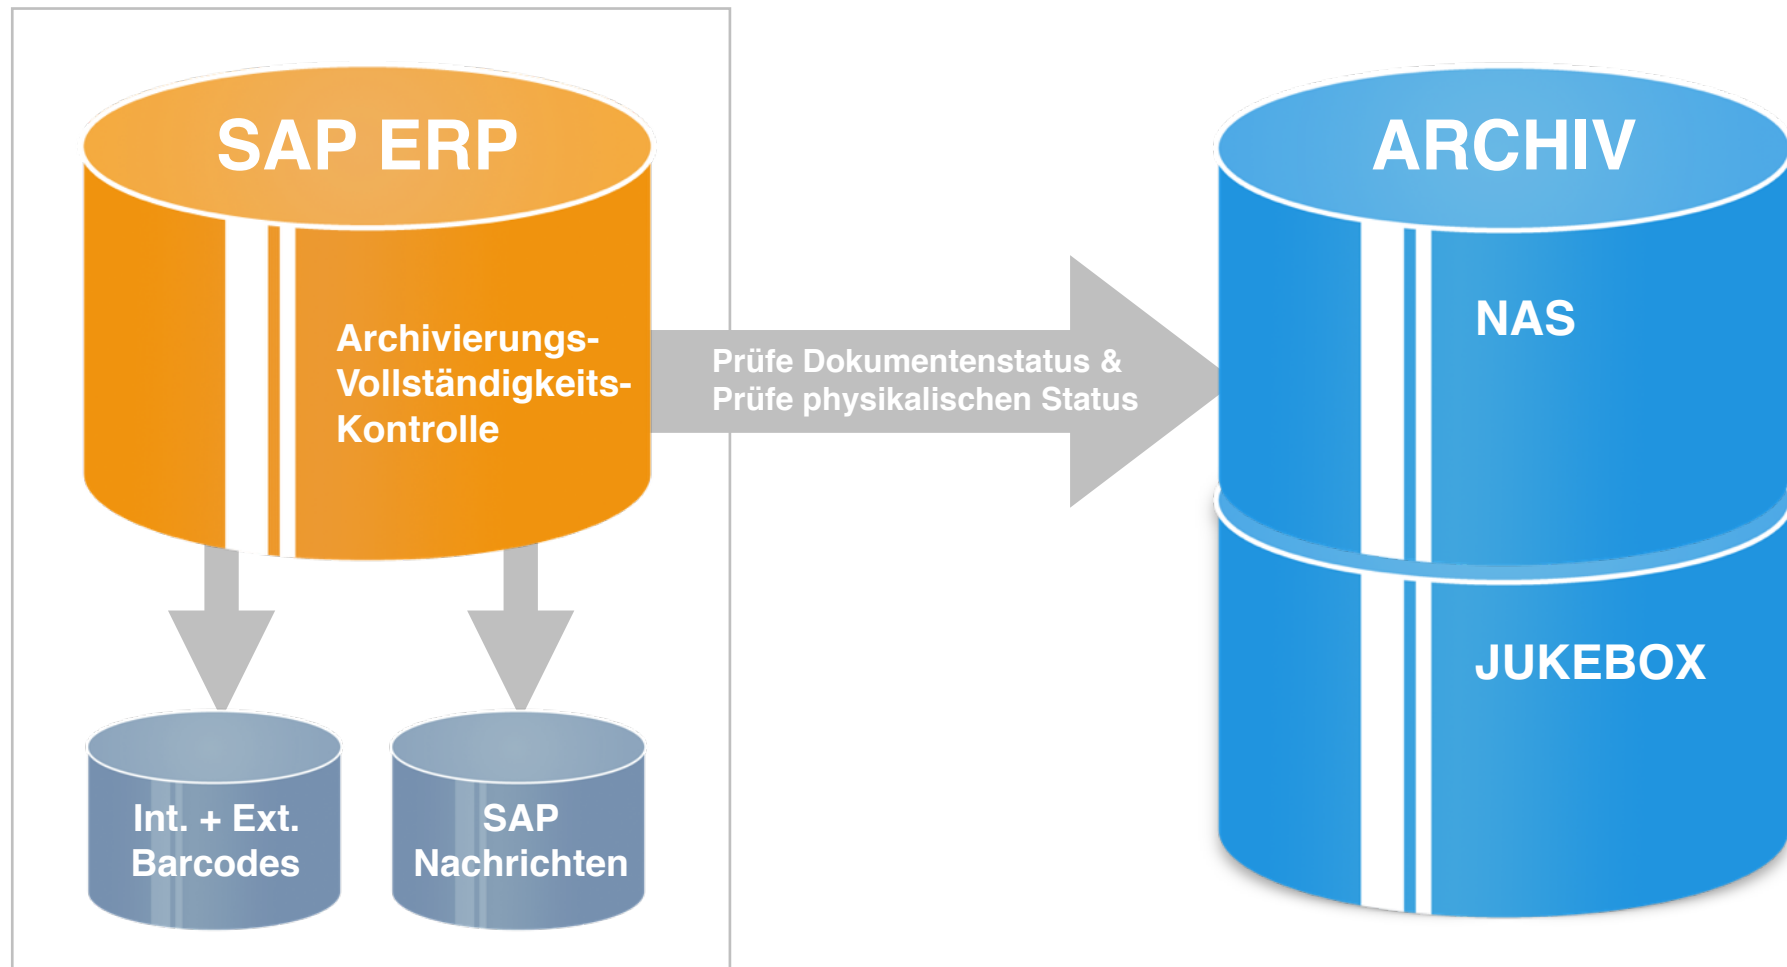 SAP ERP
Archivierungs-
Vollständigkeits-
Kontrolle
Prüfe Dokumentenstatus &
Prüfe physikalischen Status
ARCHIV
NAS
JUKEBOX
Int. + Ext.
Barcodes
SAP
Nachrichten